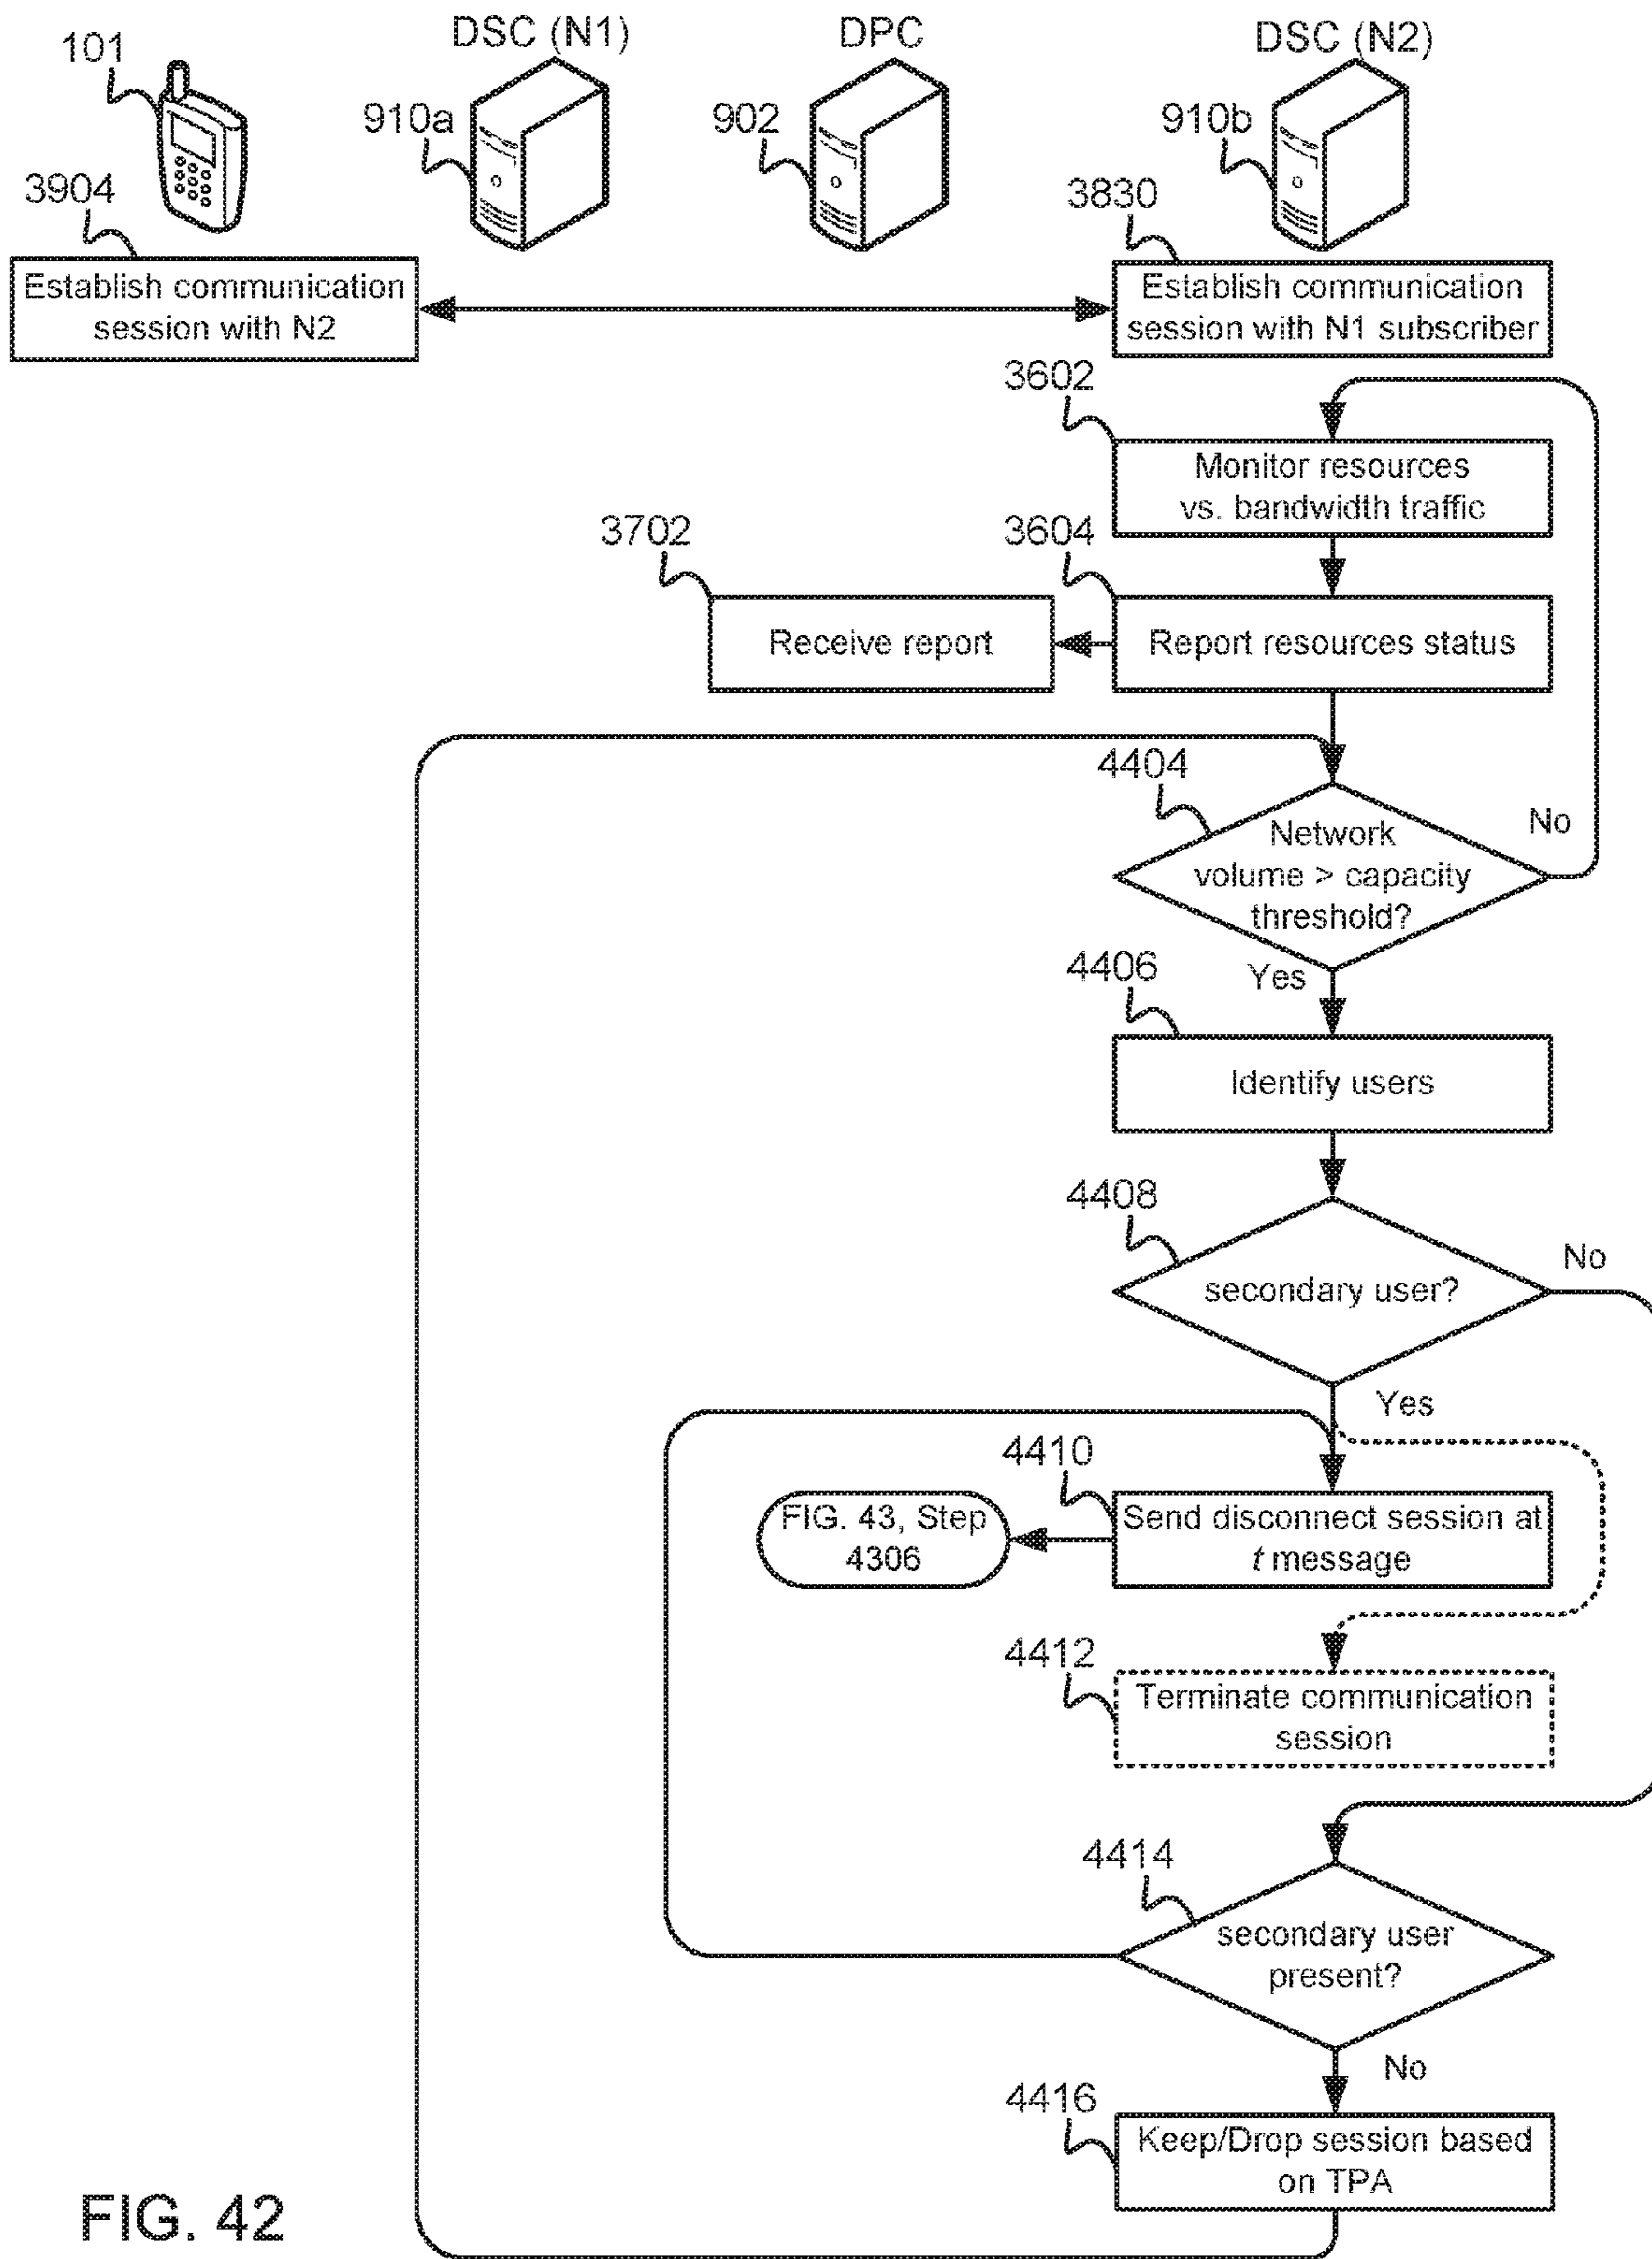 DSC (N1)
DPC
DSC (N2)
101
910a
902
910b
3904
3830
Establish communication
session with N2
Establish communication
session with N1 subscriber
3602
Monitor resources
vs. bandwidth traffic
3702
3604
Receive report
Report resources status
4404
Network
volume > capacity
threshold?
No
Yes
4406
Identify users
4408
secondary user?
No
Yes
4410
FIG. 43, Step
4306
Send disconnect session at
t message
4412
Terminate communication
session
4414
secondary user
present?
No
4416
Keep/Drop session based
on TPA
FIG. 42